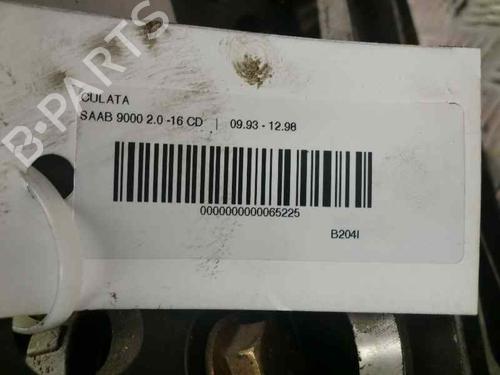 CULATA
SAAB 9000 2.0 -16 CD | 09.93 - 12.98
0000000000065225
B204I
B-PARTS